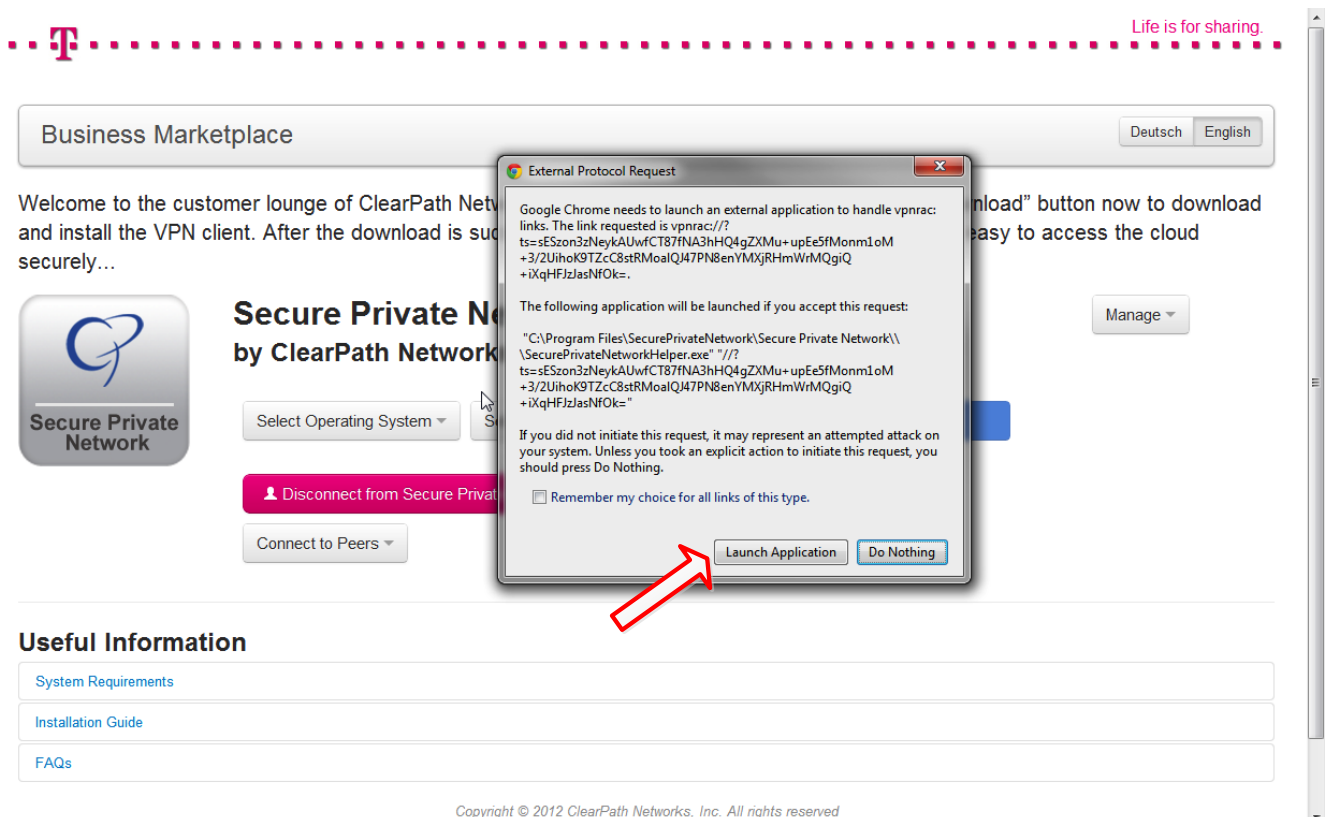 Life is for sharing.
T
Business Marketplace
Deutsch English
External Protocol Request
Welcome to the customer lounge of ClearPath Netw nload” button now to download
and install the VPN client. After the download is suc easy to access the cloud
securely…
Google Chrome needs to launch an external application to handle vpnrac:
links. The link requested is vpnrac://?
ts=sESzon3zNeykAUwfCT87fNA3hHQ4gZXMu+upEe5fMonm1oM
+3/2UihoK9TZcC8stRMoalQJ47PN8enYMXjRHmWrMQgiQ
+iXqHFJzJasNfOk=.
The following application will be launched if you accept this request:
"C:\Program Files\SecurePrivateNetwork\Secure Private Network\\
\SecurePrivateNetworkHelper.exe" "//?
ts=sESzon3zNeykAUwfCT87fNA3hHQ4gZXMu+upEe5fMonm1oM
+3/2UihoK9TZcC8stRMoalQJ47PN8enYMXjRHmWrMQgiQ
+iXqHFJzJasNfOk="
If you did not initiate this request, it may represent an attempted attack on
your system. Unless you took an explicit action to initiate this request, you
should press Do Nothing.
Remember my choice for all links of this type.
Launch Application Do Nothing
Secure Private Network
Secure Private Ne
by ClearPath Network
Manage
Select Operating System Se
Disconnect from Secure Privat
Connect to Peers
Useful Information
System Requirements
Installation Guide
FAQs
Copyright © 2012 ClearPath Networks, Inc. All rights reserved